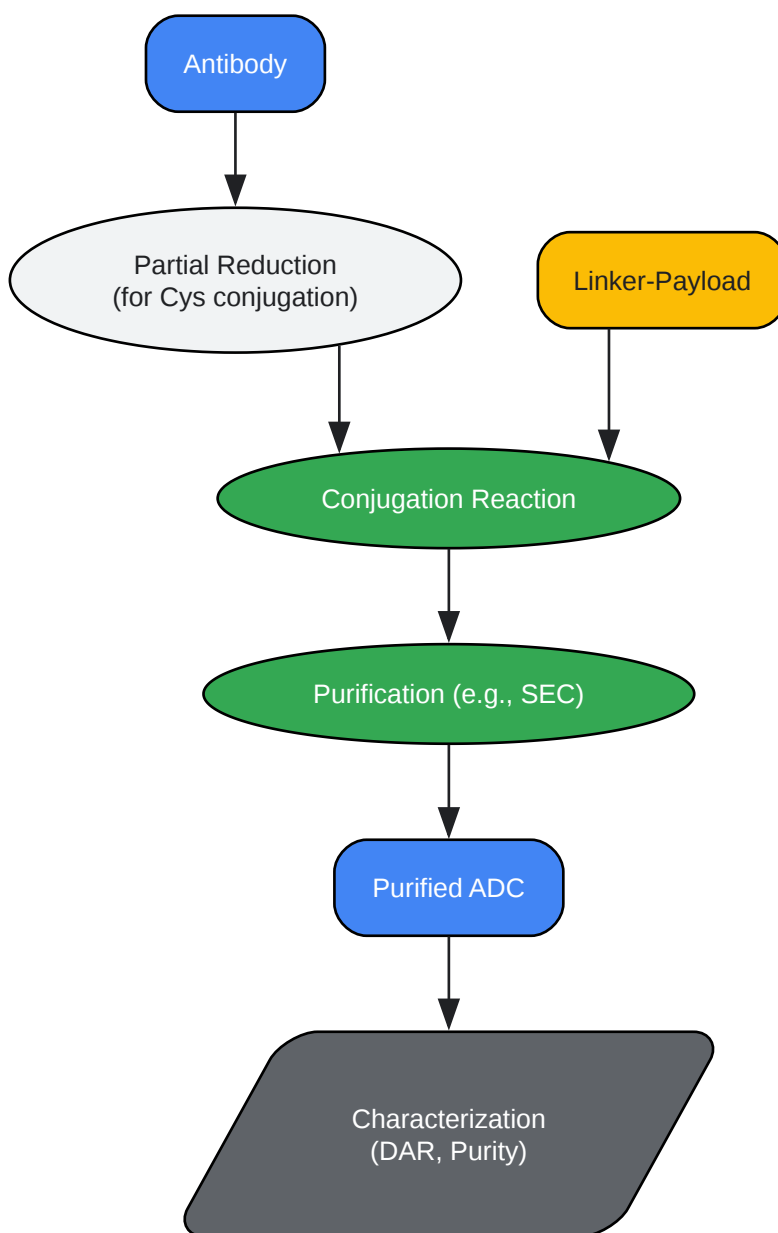 Antibody
Partial Reduction
(for Cys conjugation)
Linker-Payload
Conjugation Reaction
Purification (e.g., SEC)
Purified ADC
Characterization
(DAR, Purity)